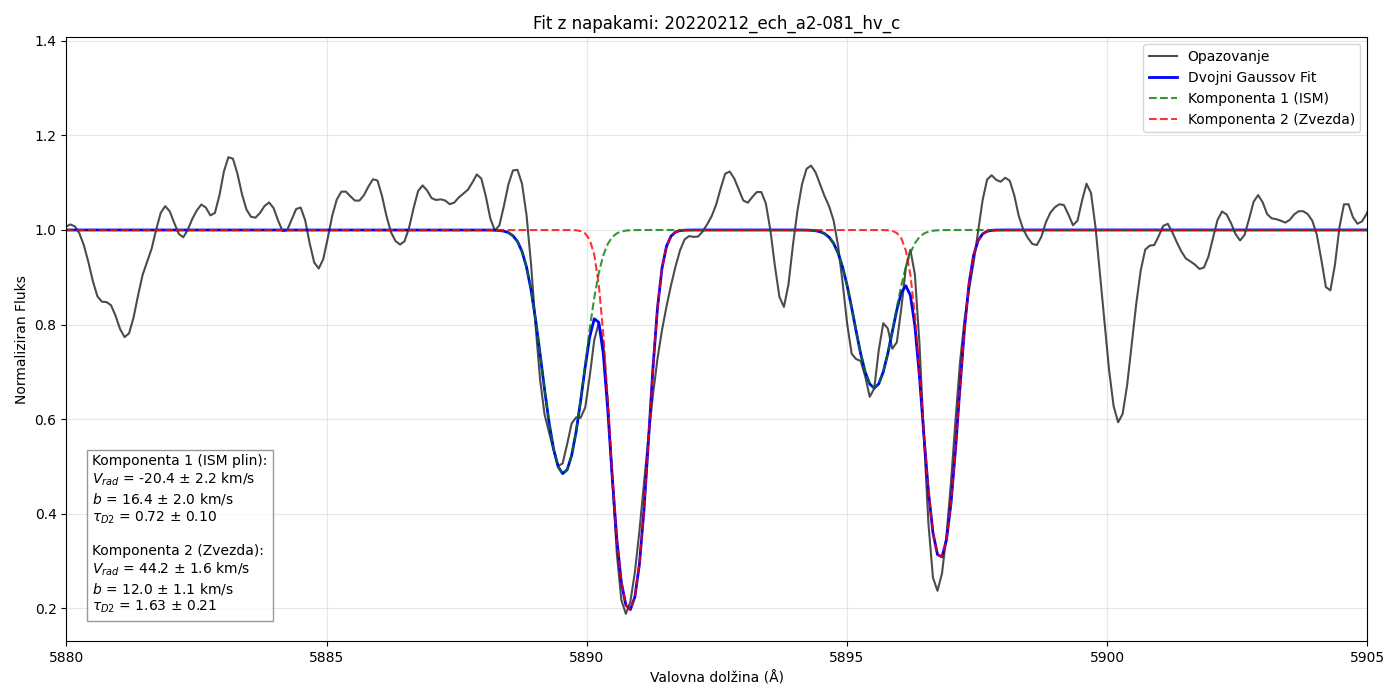 Fit z napakami: 20220212_ech_a2-081_hv_c
Normaliziran Fluks
1.4
1.2
1.0
0.8
0.6
0.4
0.2
Opazovanje
Dvojni Gaussov Fit
Komponenta 1 (ISM)
Komponenta 2 (Zvezda)
Komponenta 1 (ISM plin):
V_rad = -20.4 ± 2.2 km/s
b = 16.4 ± 2.0 km/s
τ_D2 = 0.72 ± 0.10
Komponenta 2 (Zvezda):
V_rad = 44.2 ± 1.6 km/s
b = 12.0 ± 1.1 km/s
τ_D2 = 1.63 ± 0.21
5880 5885 5890 5895 5900 5905
Valovna dolžina (Å)